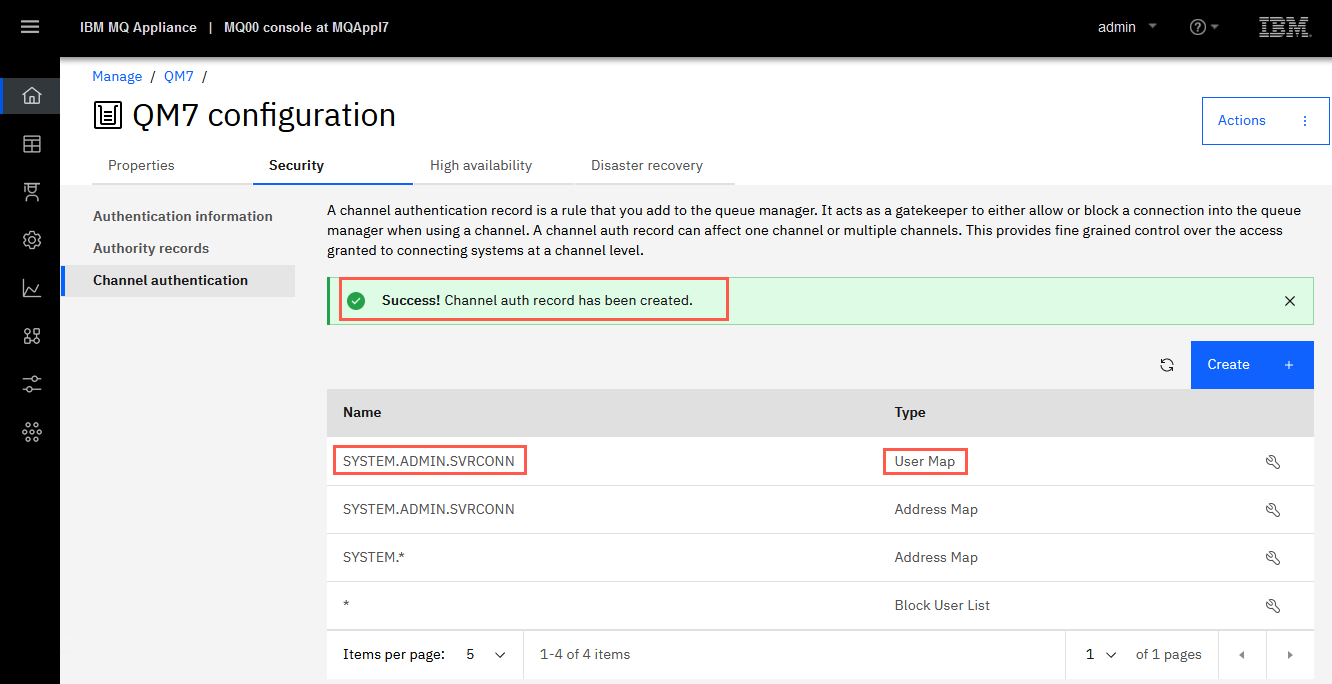 IBM MQ Appliance | MQ00 console at MQAppl7
admin
IBM
Manage / QM7 /
QM7 configuration
Actions
Properties
Security
High availability
Disaster recovery
Authentication information
Authority records
Channel authentication
A channel authentication record is a rule that you add to the queue manager. It acts as a gatekeeper to either allow or block a connection into the queue
manager when using a channel. A channel auth record can affect one channel or multiple channels. This provides fine grained control over the access
granted to connecting systems at a channel level.
Success! Channel auth record has been created.
Create +
Name Type
SYSTEM.ADMIN.SVRCONN User Map
SYSTEM.ADMIN.SVRCONN Address Map
SYSTEM.* Address Map
* Block User List
Items per page: 5 1-4 of 4 items 1 of 1 pages